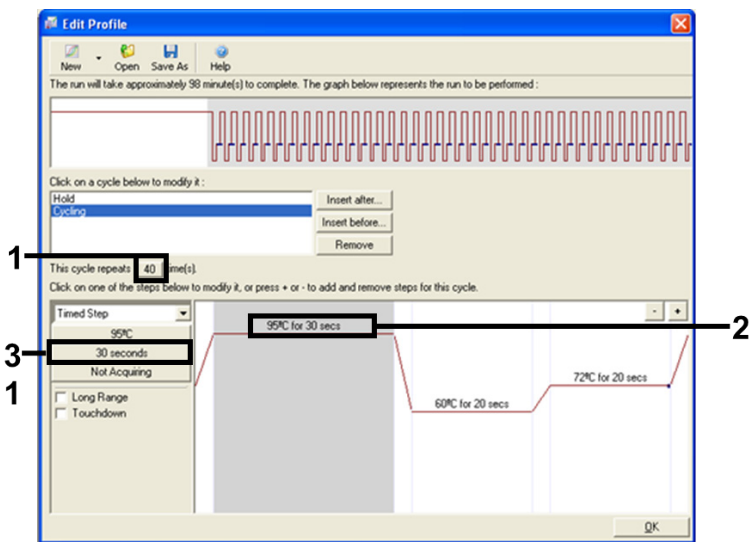 Edit Profile
New Open Save As Help
The run will take approximately 98 minute(s) to complete. The graph below represents the run to be performed :
Click on a cycle below to modify it :
Hold
Cycling
Insert after...
Insert before...
Remove
1
This cycle repeats 40 time(s).
Click on one of the steps below to modify it, or press + or - to add and remove steps for this cycle.
Timed Step
- +
95ºC
95ºC for 30 secs
2
3
30 seconds
Not Acquiring
1
Long Range
Touchdown
60ºC for 20 secs
72ºC for 20 secs
OK